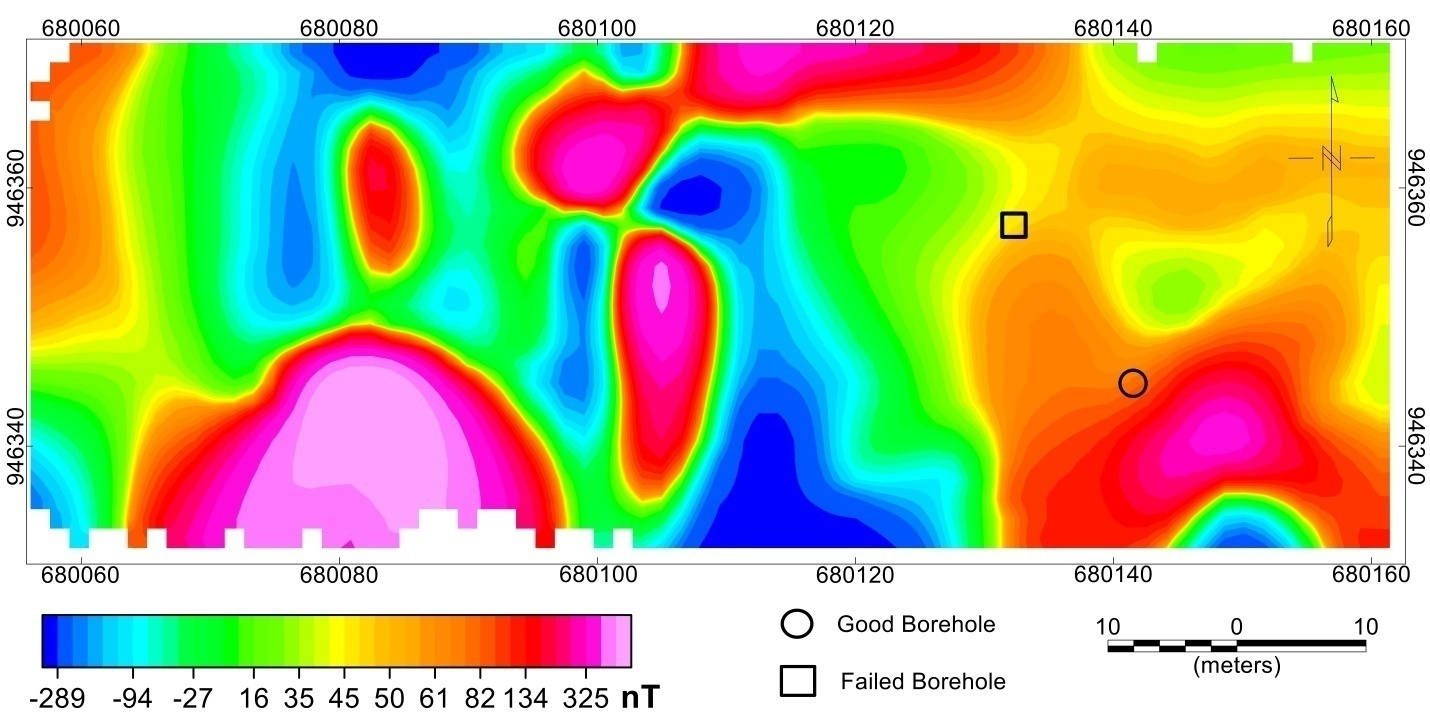 680060 680080 680100 680120 680140 680160
946360 946360
946340 946340
680060 680080 680100 680120 680140 680160
-289 -94 -27 16 35 45 50 61 82 134 325 nT
Good Borehole
Failed Borehole
10 0 10
(meters)